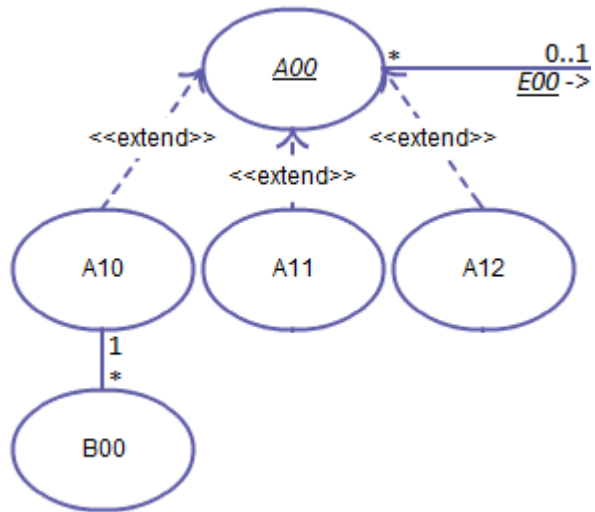 A00
* 0..1
E00 ->
<<extend>> <<extend>>
<<extend>>
A10 A11 A12
1
*
B00